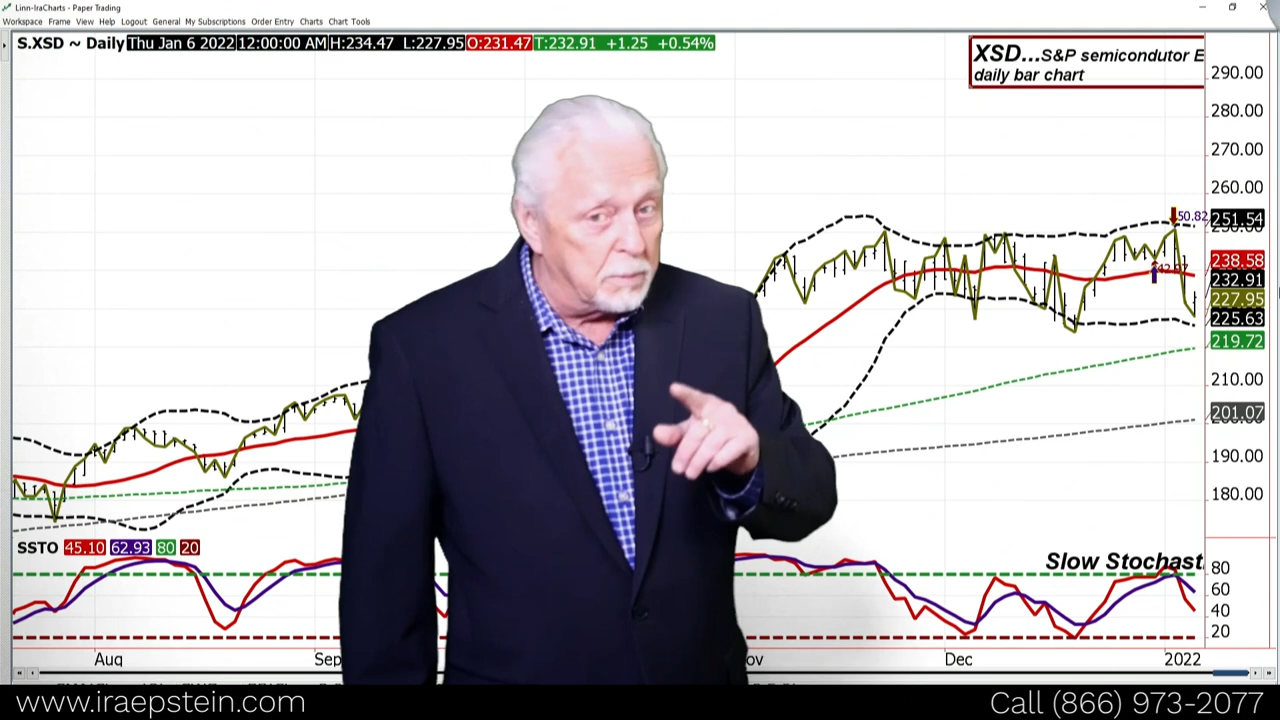 Linn-IraCharts - Paper Trading
Workspace Frame View Help Logout General My Subscriptions Order Entry Charts Chart Tools
S.XSD ~ Daily Thu Jan 6 2022 12:00:00 AM H:234.47 L:227.95 O:231.47 T:232.91 +1.25 +0.54%
XSD...S&P semicondutor E
daily bar chart
290.00
280.00
270.00
260.00
50.82
251.54
238.58
232.91
227.95
225.63
219.72
210.00
201.07
190.00
180.00
SSTO 45.10 62.93 80 20
Slow Stochast
80
60
40
20
Aug Sep ov Dec 2022
www.iraepstein.com
Call (866) 973-2077